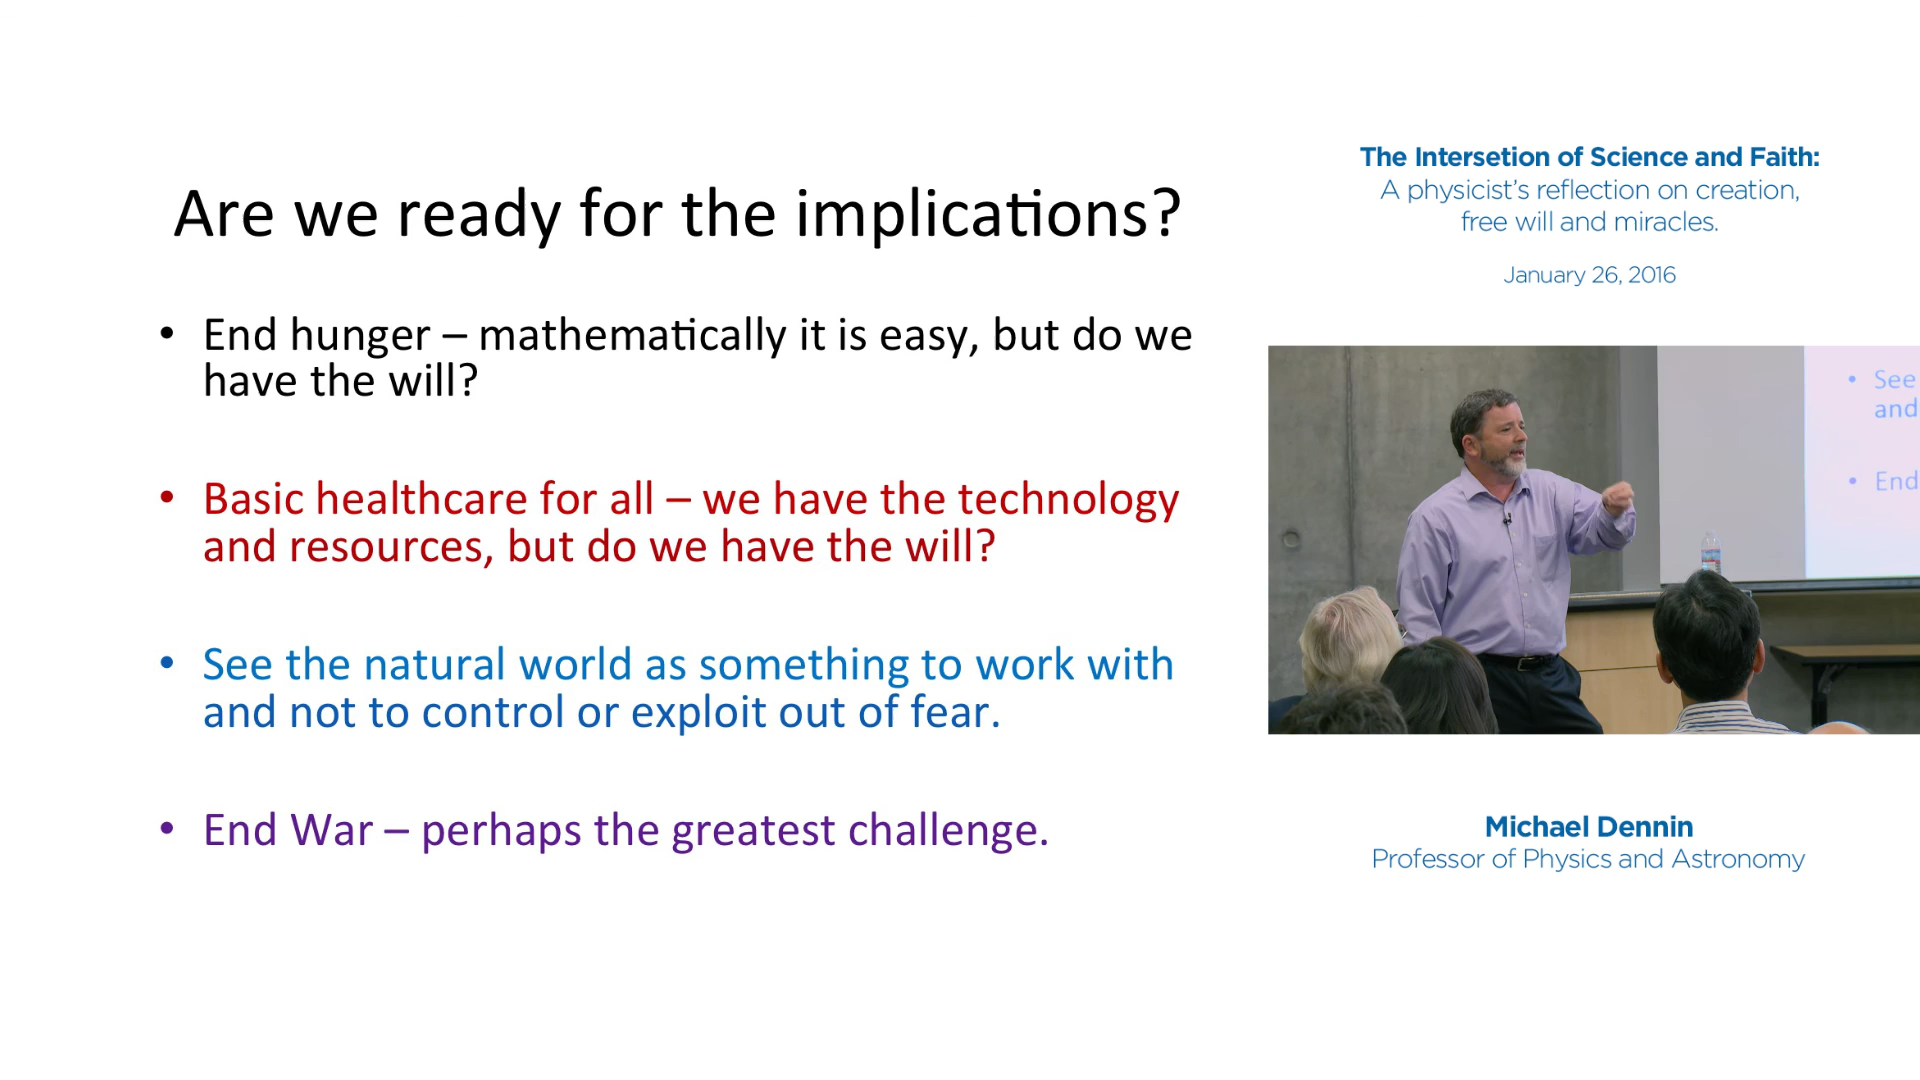 Are we ready for the implications?
• End hunger – mathematically it is easy, but do we
have the will?
• Basic healthcare for all – we have the technology
and resources, but do we have the will?
• See the natural world as something to work with
and not to control or exploit out of fear.
• End War – perhaps the greatest challenge.
The Intersetion of Science and Faith:
A physicist's reflection on creation,
free will and miracles.
January 26, 2016
• See
and
• End
Michael Dennin
Professor of Physics and Astronomy